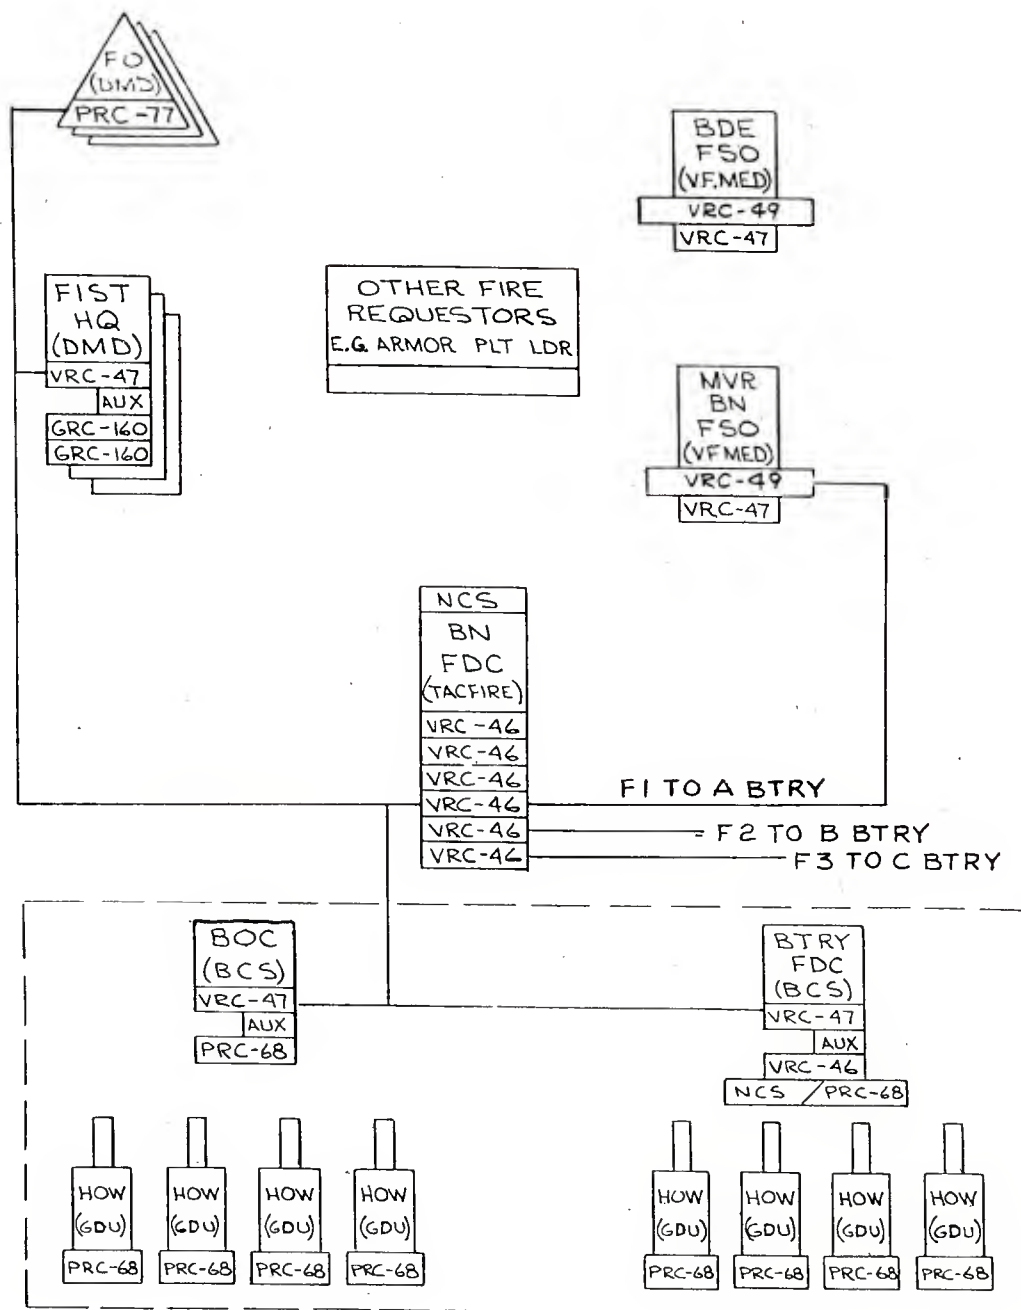 FO
(DMD)
PRC-77
BDE
FSO
(VF.MED)
VRC-49
VRC-47
FIST
HQ
(DMD)
VRC-47
AUX
GRC-160
GRC-160
OTHER FIRE
REQUESTORS
E.G. ARMOR PLT LDR
MVR
BN
FSO
(VFMED)
VRC-49
VRC-47
NCS
BN
FDC
(TACFIRE)
VRC-46
VRC-46
VRC-46
VRC-46
VRC-46
VRC-46
F1 TO A BTRY
F2 TO B BTRY
F3 TO C BTRY
BOC
(BCS)
VRC-47
AUX
PRC-68
BTRY
FDC
(BCS)
VRC-47
AUX
VRC-46
NCS / PRC-68
HOW
(GDU)
PRC-68
HOW
(GDU)
PRC-68
HOW
(GDU)
PRC-68
HOW
(GDU)
PRC-68
HOW
(GDU)
PRC-68
HOW
(GDU)
PRC-68
HOW
(GDU)
PRC-68
HOW
(GDU)
PRC-68